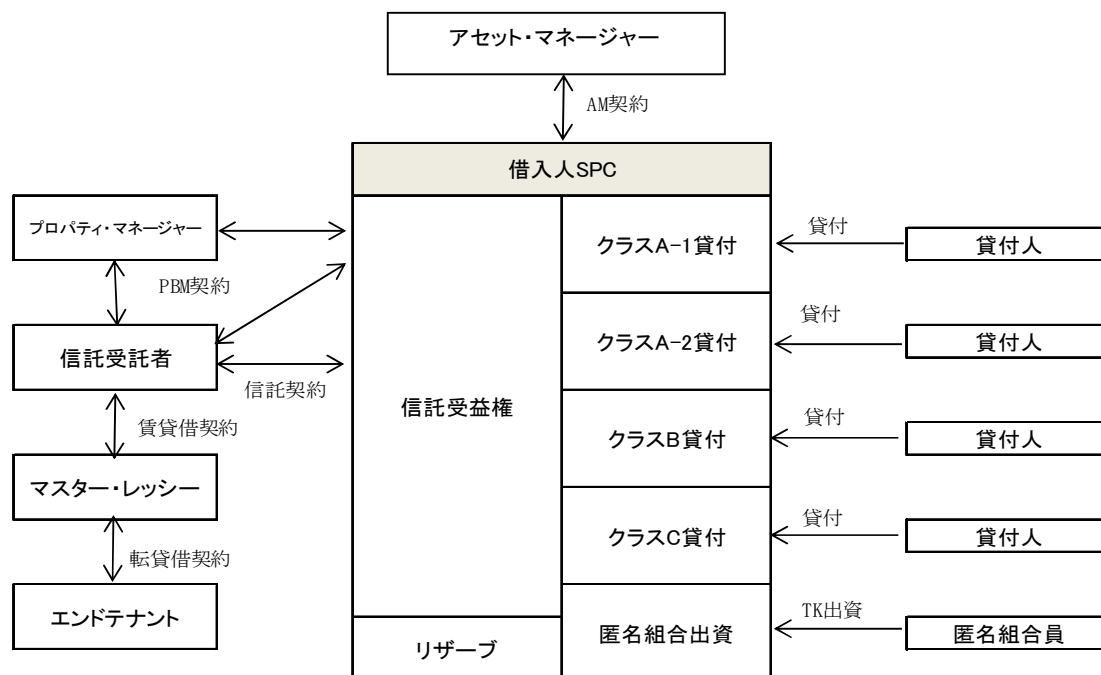 アセット・マネージャー
AM契約
借入人SPC
プロパティ・マネージャー
PBM契約
信託受託者
信託契約
賃貸借契約
マスター・レッシー
転貸借契約
エンドテナント
信託受益権
リザーブ
クラスA-1貸付
貸付
貸付人
クラスA-2貸付
貸付
貸付人
クラスB貸付
貸付
貸付人
クラスC貸付
貸付
貸付人
匿名組合出資
TK出資
匿名組合員